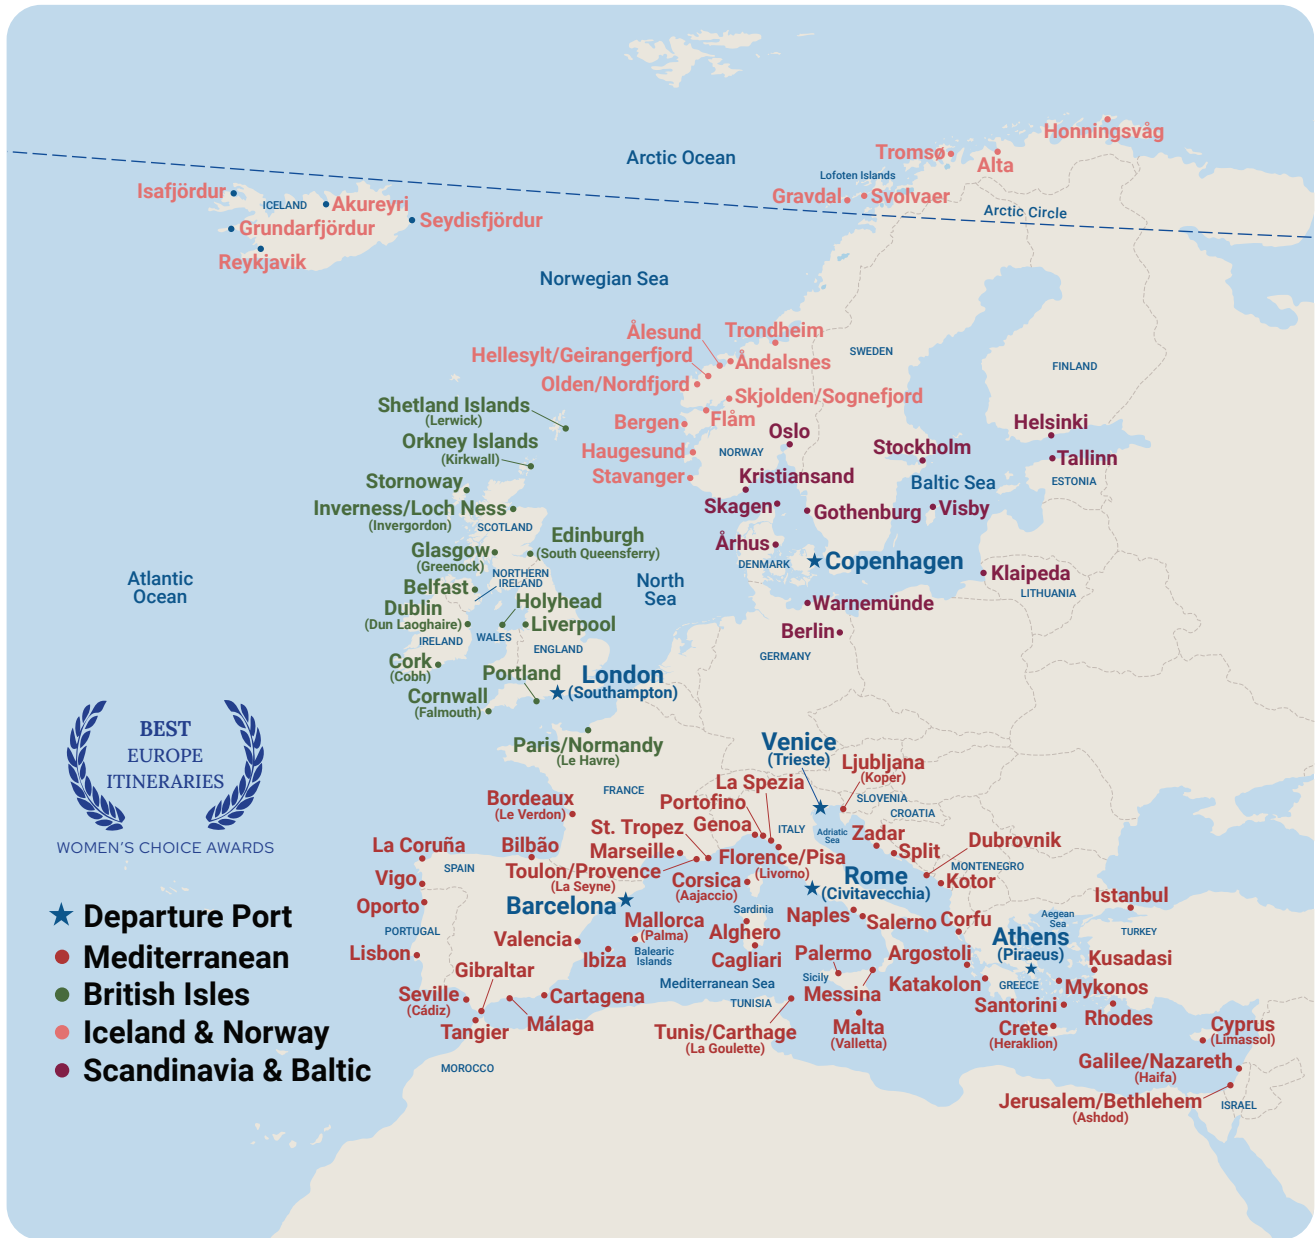 Honningsvåg
Tromsø
Alta
Arctic Ocean
Lofoten Islands
Gravdal
Svolvaer
Arctic Circle
Isafjördur
ICELAND
Akureyri
Seydisfjördur
Grundarfjördur
Reykjavik
Norwegian Sea
Ålesund
Trondheim
Hellesylt/Geirangerfjord
Åndalsnes
SWEDEN
FINLAND
Olden/Nordfjord
Skjolden/Sognefjord
Shetland Islands
(Lerwick)
Bergen
Flåm
Oslo
Helsinki
Orkney Islands
(Kirkwall)
Haugesund
NORWAY
Stockholm
Tallinn
Stornoway
Stavanger
Kristiansand
Baltic Sea
ESTONIA
Inverness/Loch Ness
(Invergordon)
SCOTLAND
Skagen
Gothenburg
Visby
Edinburgh
(South Queensferry)
Glasgow
(Greenock)
Århus
DENMARK
Copenhagen
Klaipeda
LITHUANIA
NORTHERN
IRELAND
Atlantic
Ocean
North
Sea
Belfast
Holyhead
Warnemünde
Dublin
(Dun Laoghaire)
Liverpool
Berlin
IRELAND
WALES
ENGLAND
GERMANY
Cork
(Cobh)
Portland
London
(Southampton)
Cornwall
(Falmouth)
Paris/Normandy
(Le Havre)
BEST
EUROPE
ITINERARIES
WOMEN'S CHOICE AWARDS
Venice
(Trieste)
Ljubljana
(Koper)
La Spezia
FRANCE
SLOVENIA
CROATIA
Bordeaux
(Le Verdon)
Portofino
Genoa
ITALY
Adriatic
Sea
Zadar
Split
Dubrovnik
St. Tropez
Marseille
La Coruña
Bilbão
Florence/Pisa
(Livorno)
MONTENEGRO
SPAIN
Toulon/Provence
(La Seyne)
Corsica
(Aajaccio)
Rome
(Civitavecchia)
Kotor
Vigo
Istanbul
Oporto
Barcelona
Sardinia
Naples
Salerno
Corfu
Aegean
Sea
TURKEY
PORTUGAL
Mallorca
(Palma)
Alghero
Athens
(Piraeus)
Valencia
Lisbon
Ibiza
Balearic
Islands
Cagliari
Palermo
Argostoli
Kusadasi
Gibraltar
Mediterranean Sea
Sicily
Katakolon
GREECE
Mykonos
Seville
(Cádiz)
Cartagena
TUNISIA
Messina
Santorini
Rhodes
Tangier
Málaga
Tunis/Carthage
(La Goulette)
Malta
(Valletta)
Crete
(Heraklion)
Cyprus
(Limassol)
MOROCCO
Galilee/Nazareth
(Haifa)
Jerusalem/Bethlehem
(Ashdod)
ISRAEL
Departure Port
Mediterranean
British Isles
Iceland & Norway
Scandinavia & Baltic